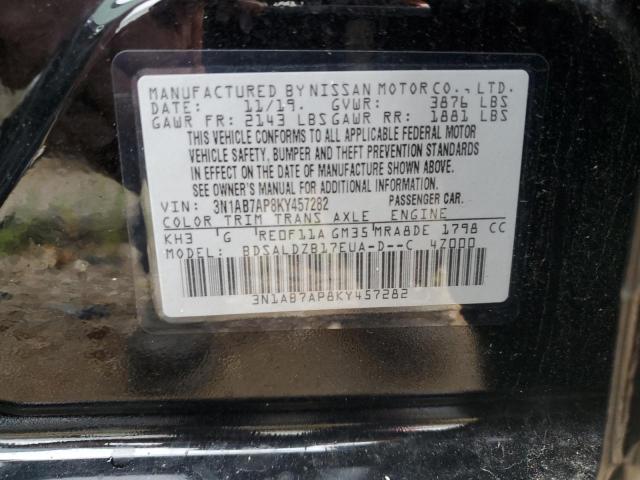 MANUFACTURED BY NISSAN MOTOR CO., LTD.
DATE: 11/19. GVWR: 3876 LBS
GAWR FR: 2143 LBS GAWR RR: 1881 LBS
THIS VEHICLE CONFORMS TO ALL APPLICABLE FEDERAL MOTOR
VEHICLE SAFETY, BUMPER AND THEFT PREVENTION STANDARDS
IN EFFECT ON THE DATE OF MANUFACTURE SHOWN ABOVE.
SEE OWNER'S MANUAL FOR ADDITIONAL INFORMATION.
VIN: 3N1AB7AP8KY457282 PASSENGER CAR.
COLOR TRIM TRANS AXLE ENGINE
KH3 G RE0F11A GM35 MRA8DE 1798 CC
MODEL: BDSALDZB17EUA-D--C 4Z000
3N1AB7AP8KY457282